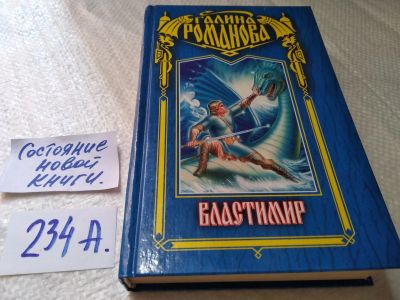 ГАЛИНА
РОМАНОВА
ВЛАСТИМИР
Состояние
новой
книги.
234 А.